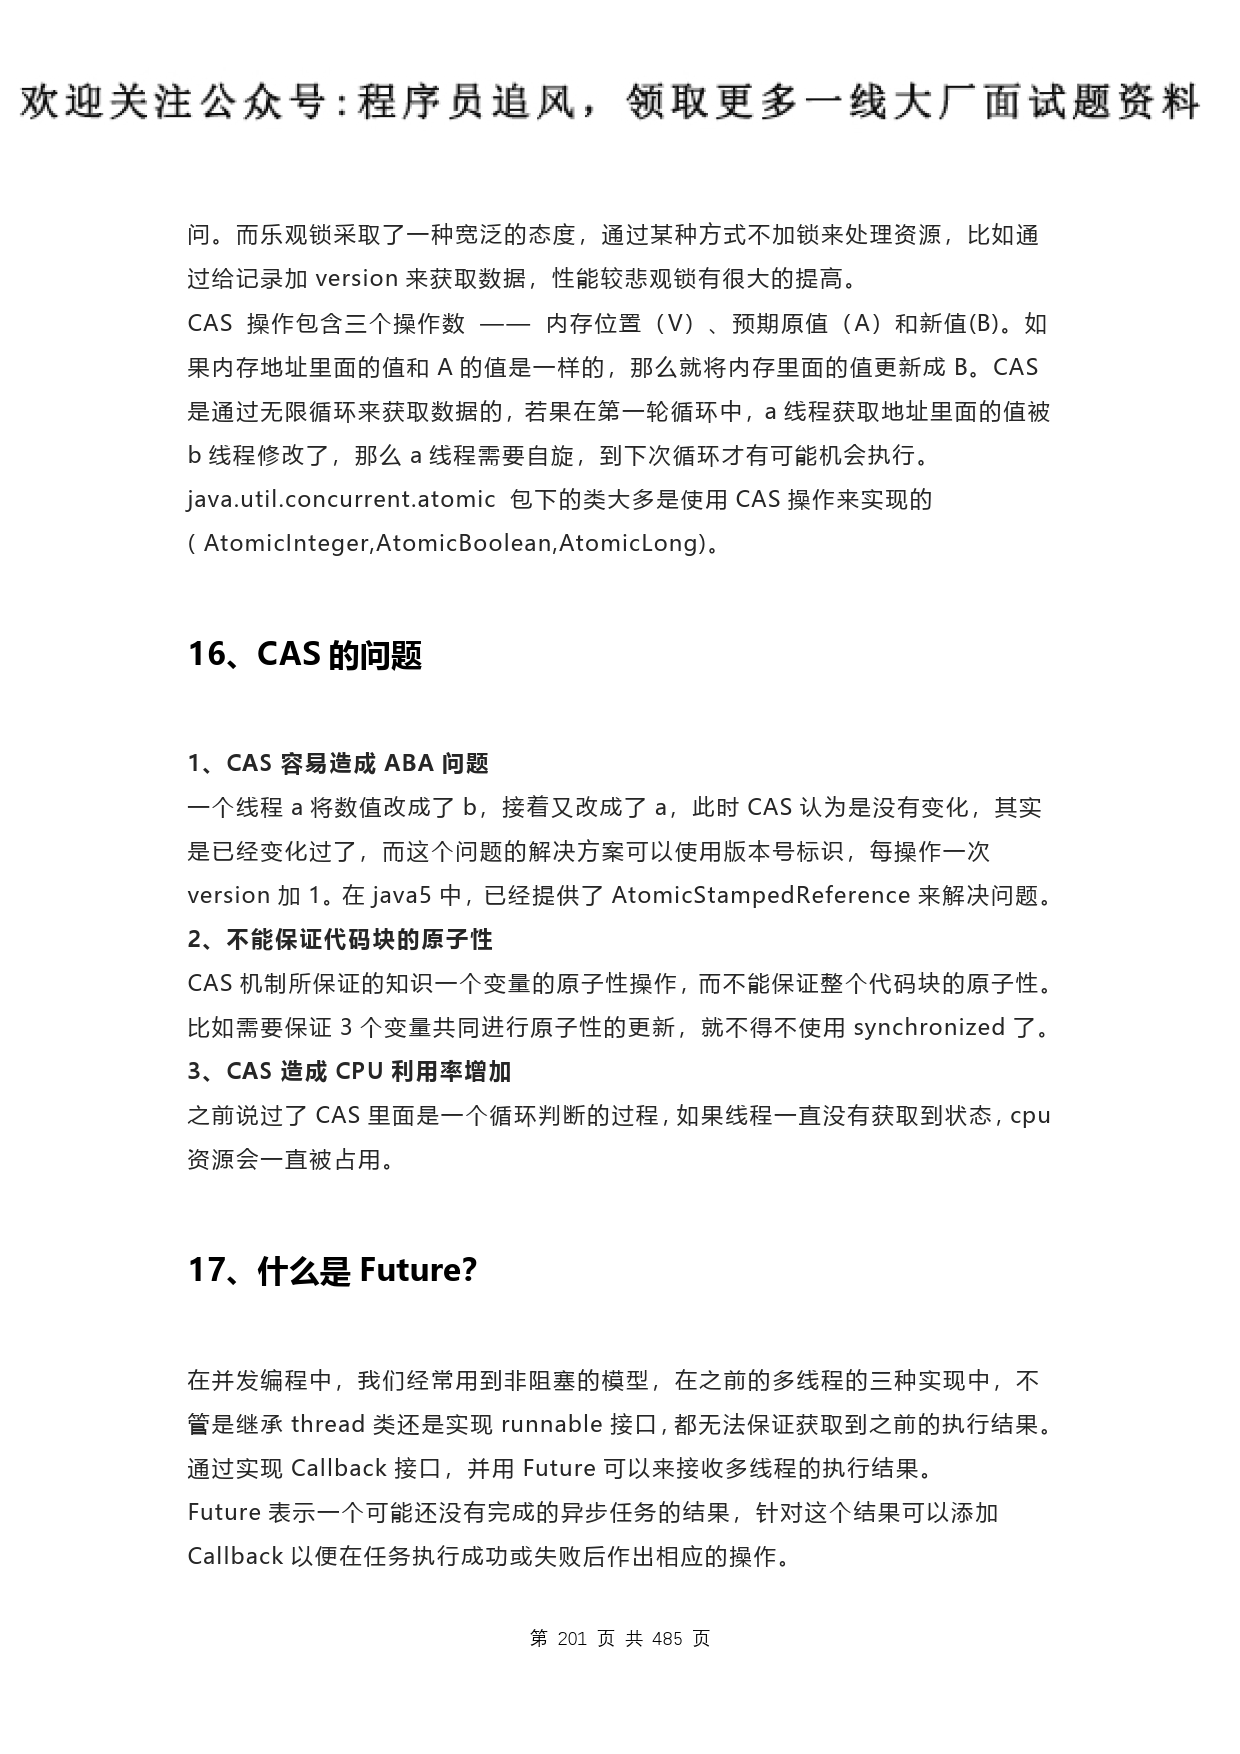 欢迎关注公众号:程序员追风，领取更多一线大厂面试题资料
问。而乐观锁采取了一种宽泛的态度，通过某种方式不加锁来处理资源，比如通
过给记录加 version 来获取数据，性能较悲观锁有很大的提高。
CAS 操作包含三个操作数 —— 内存位置（V）、预期原值（A）和新值(B)。如
果内存地址里面的值和 A 的值是一样的，那么就将内存里面的值更新成 B。CAS
是通过无限循环来获取数据的，若果在第一轮循环中，a 线程获取地址里面的值被
b 线程修改了，那么 a 线程需要自旋，到下次循环才有可能机会执行。
java.util.concurrent.atomic 包下的类大多是使用 CAS 操作来实现的
( AtomicInteger,AtomicBoolean,AtomicLong)。
16、CAS 的问题
1、CAS 容易造成 ABA 问题
一个线程 a 将数值改成了 b，接着又改成了 a，此时 CAS 认为是没有变化，其实
是已经变化过了，而这个问题的解决方案可以使用版本号标识，每操作一次
version 加 1。在 java5 中，已经提供了 AtomicStampedReference 来解决问题。
2、不能保证代码块的原子性
CAS 机制所保证的知识一个变量的原子性操作，而不能保证整个代码块的原子性。
比如需要保证 3 个变量共同进行原子性的更新，就不得不使用 synchronized 了。
3、CAS 造成 CPU 利用率增加
之前说过了 CAS 里面是一个循环判断的过程，如果线程一直没有获取到状态，cpu
资源会一直被占用。
17、什么是 Future?
在并发编程中，我们经常用到非阻塞的模型，在之前的多线程的三种实现中，不
管是继承 thread 类还是实现 runnable 接口，都无法保证获取到之前的执行结果。
通过实现 Callback 接口，并用 Future 可以来接收多线程的执行结果。
Future 表示一个可能还没有完成的异步任务的结果，针对这个结果可以添加
Callback 以便在任务执行成功或失败后作出相应的操作。
第 201 页 共 485 页